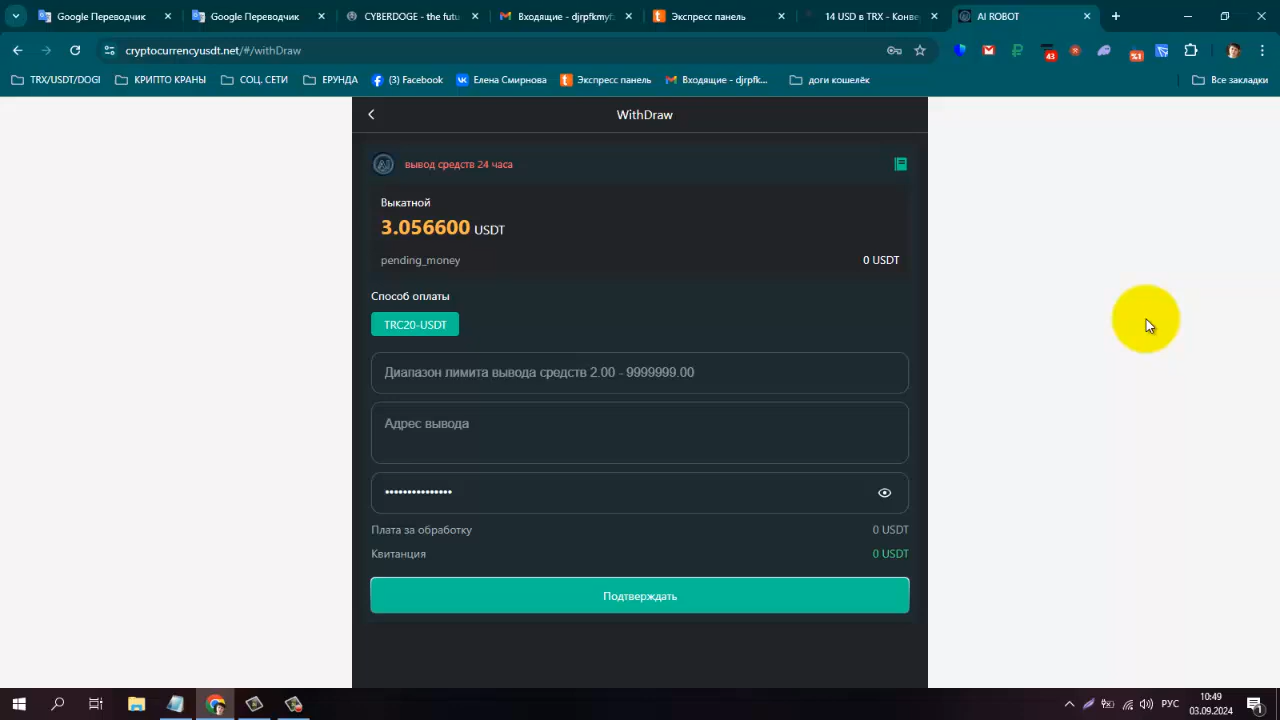 Google Переводчик
Google Переводчик
CYBERDOGE - the futu
Входящие - djrpfkmyf
Экспресс панель
14 USD в TRX - Конве
AI ROBOT
cryptocurrencyusdt.net/#/withDraw
43
TRX/USDT/DOGI
КРИПТО КРАНЫ
СОЦ. СЕТИ
ЕРУНДА
(3) Facebook
Елена Смирнова
Экспресс панель
Входящие - djrpfk...
доги кошелёк
Все закладки
WithDraw
вывод средств 24 часа
Выкатной
3.056600 USDT
pending_money 0 USDT
Способ оплаты
TRC20-USDT
Диапазон лимита вывода средств 2.00 - 9999999.00
Адрес вывода
•••••••••••••••
Плата за обработку 0 USDT
Квитанция 0 USDT
Подтверждать
РУС
10:49
03.09.2024